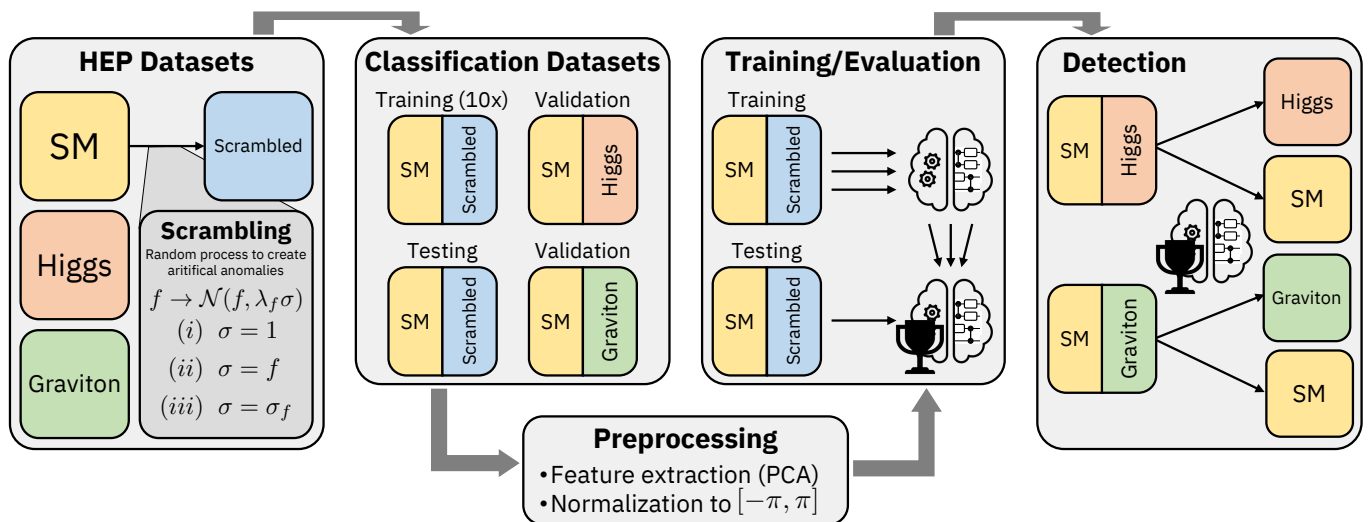 HEP Datasets
SM
Scrambled
Higgs
Graviton
Scrambling
Random process to create
aritifical anomalies
f → 𝒩(f, λ_f σ)
(i) σ = 1
(ii) σ = f
(iii) σ = σ_f
Classification Datasets
Training (10x)
SM
Scrambled
Validation
SM
Higgs
Testing
SM
Scrambled
Validation
SM
Graviton
Preprocessing
•Feature extraction (PCA)
•Normalization to [−π, π]
Training/Evaluation
Training
SM
Scrambled
Testing
SM
Scrambled
Detection
SM
Higgs
Higgs
SM
SM
Graviton
Graviton
SM